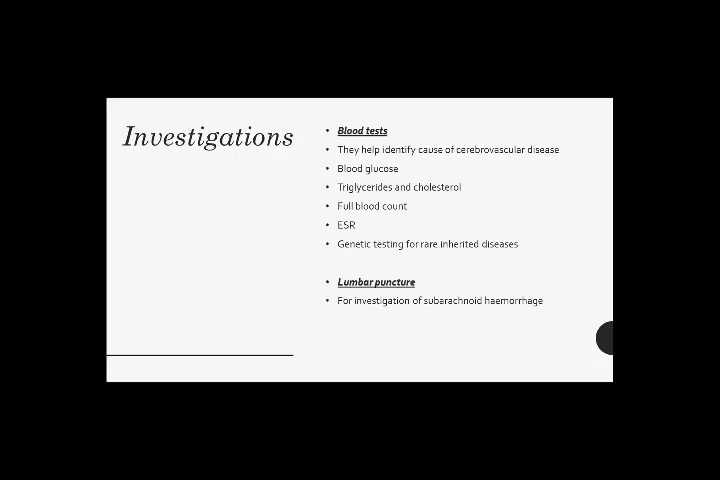 Investigations
Blood tests
They help identify cause of cerebrovascular disease
Blood glucose
Triglycerides and cholesterol
Full blood count
ESR
Genetic testing for rare inherited diseases
Lumbar puncture
For investigation of subarachnoid haemorrhage